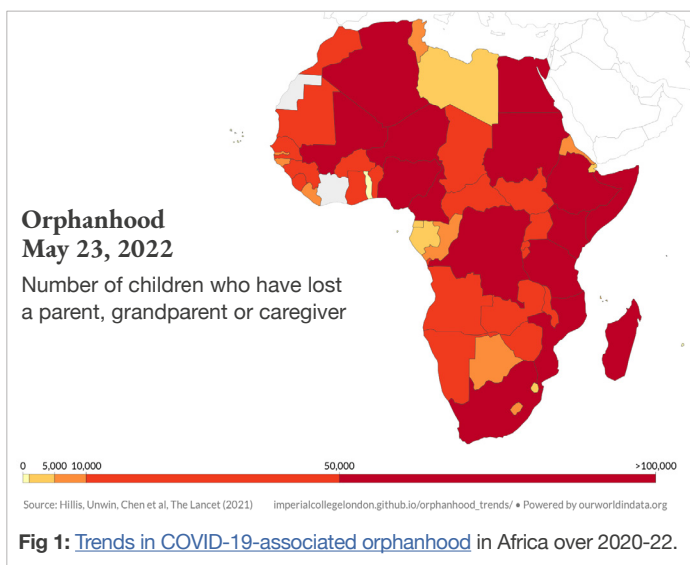 Orphanhood
May 23, 2022
Number of children who have lost
a parent, grandparent or caregiver
0 5,000 10,000 50,000 >100,000
Source: Hillis, Unwin, Chen et al, The Lancet (2021) imperialcollegelondon.github.io/orphanhood_trends/ • Powered by ourworldindata.org
Fig 1: Trends in COVID-19-associated orphanhood in Africa over 2020-22.